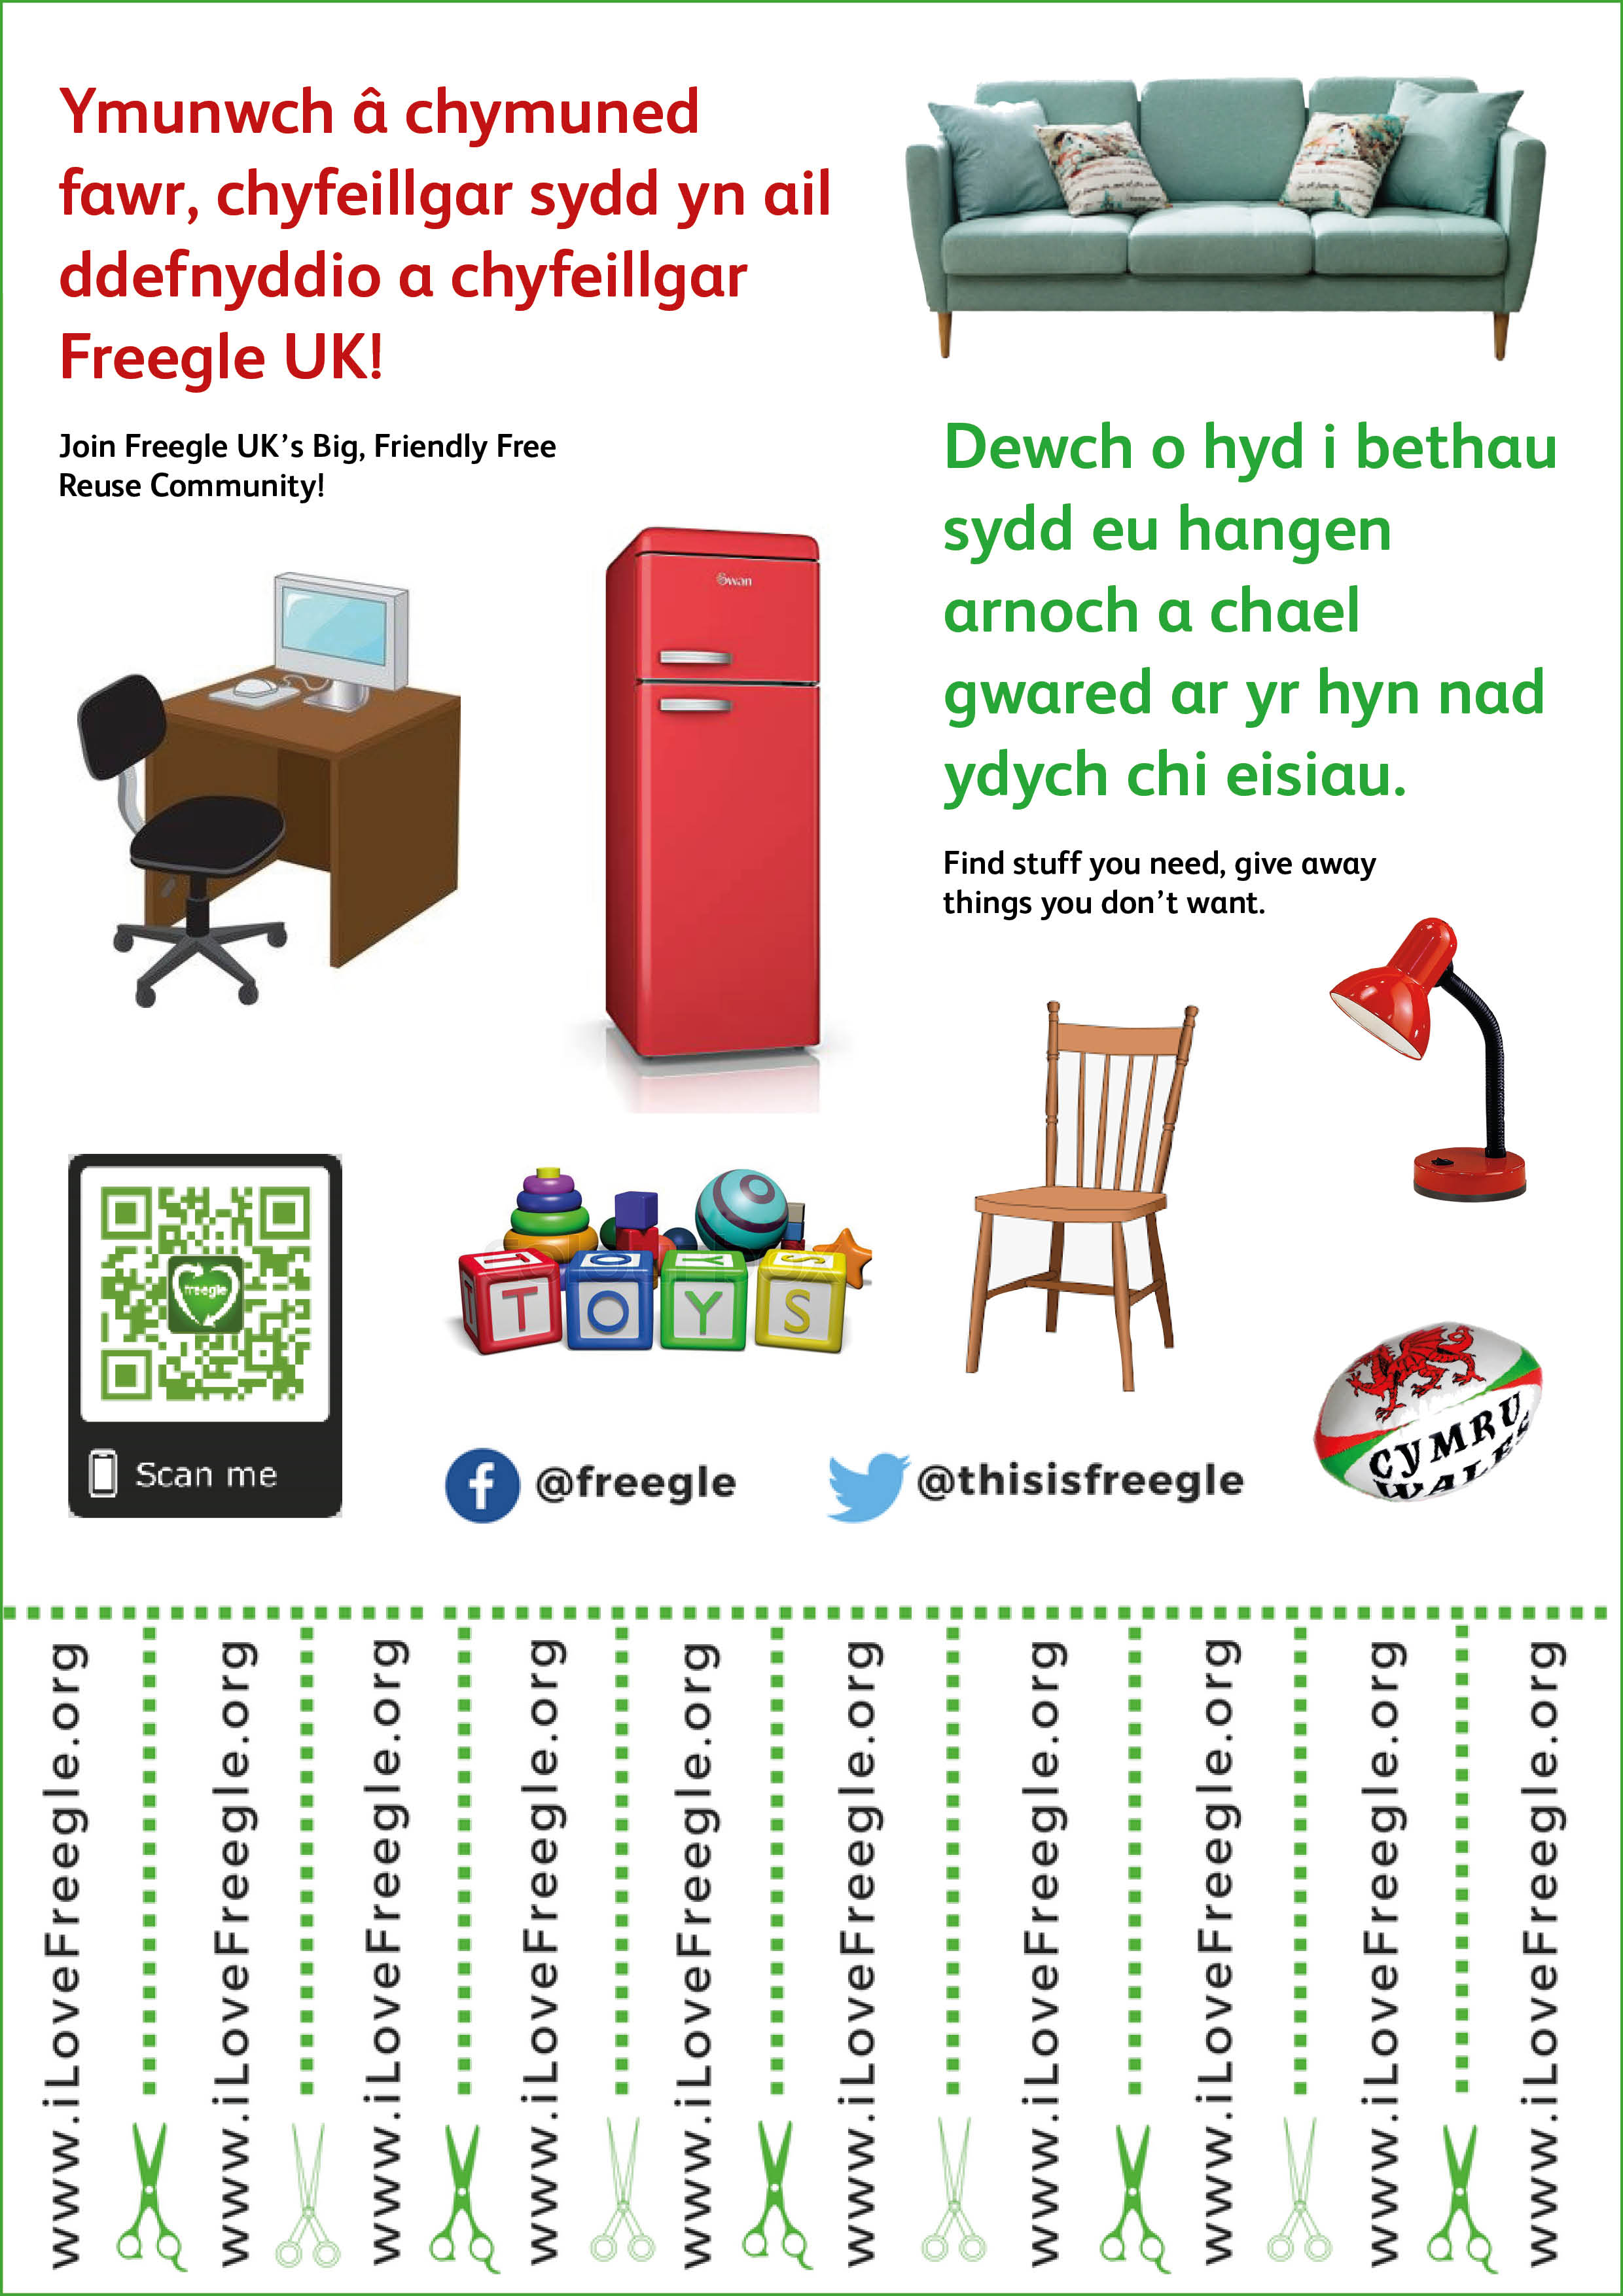 Ymunwch â chymuned
fawr, chyfeillgar sydd yn ail
ddefnyddio a chyfeillgar
Freegle UK!
Join Freegle UK's Big, Friendly Free
Reuse Community!
Dewch o hyd i bethau
sydd eu hangen
arnoch a chael
gwared ar yr hyn nad
ydych chi eisiau.
Find stuff you need, give away
things you don't want.
Swan
freegle
Scan me
T O Y S
T O Y S
CYMRU
WALES
@freegle
@thisisfreegle
www.iLoveFreegle.org
www.iLoveFreegle.org
www.iLoveFreegle.org
www.iLoveFreegle.org
www.iLoveFreegle.org
www.iLoveFreegle.org
www.iLoveFreegle.org
www.iLoveFreegle.org
www.iLoveFreegle.org
www.iLoveFreegle.org